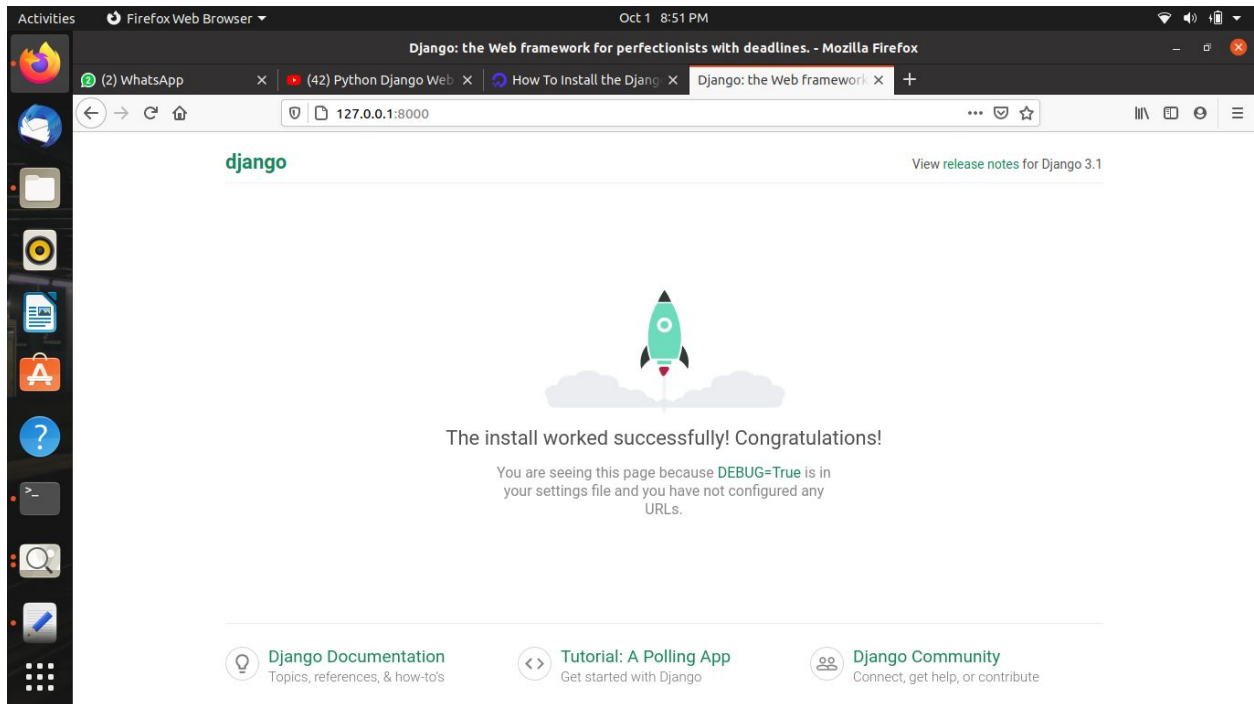 Activities
Firefox Web Browser
Oct 1 8:51 PM
Django: the Web framework for perfectionists with deadlines. - Mozilla Firefox
(2) WhatsApp
(42) Python Django Web
How To Install the Djang
Django: the Web framework
127.0.0.1:8000
django
View release notes for Django 3.1
The install worked successfully! Congratulations!
You are seeing this page because DEBUG=True is in
your settings file and you have not configured any
URLs.
Django Documentation
Topics, references, & how-to's
Tutorial: A Polling App
Get started with Django
Django Community
Connect, get help, or contribute